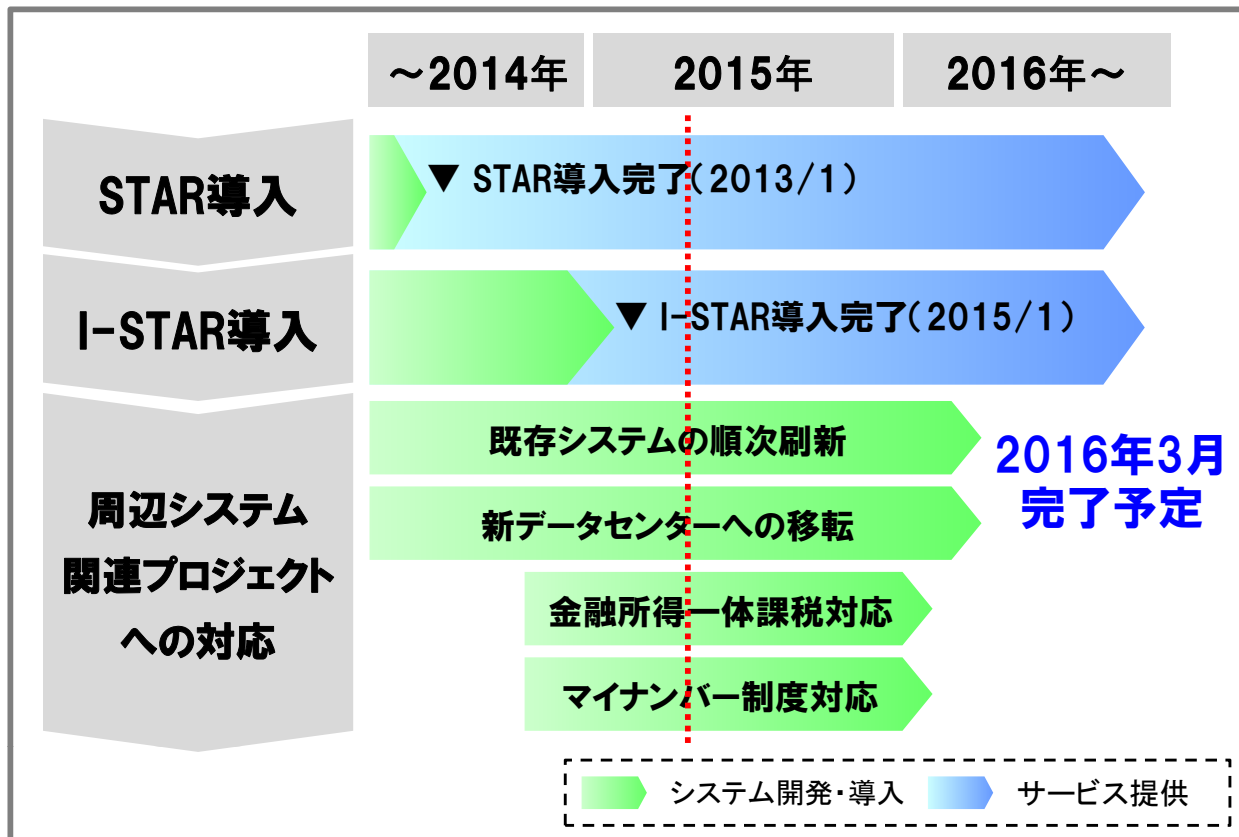 ～2014年 2015年 2016年～
STAR導入
▼ STAR導入完了（2013/1）
I-STAR導入
▼ I-STAR導入完了（2015/1）
周辺システム
関連プロジェクト
への対応
既存システムの順次刷新
新データセンターへの移転
金融所得一体課税対応
マイナンバー制度対応
2016年3月
完了予定
システム開発・導入 サービス提供